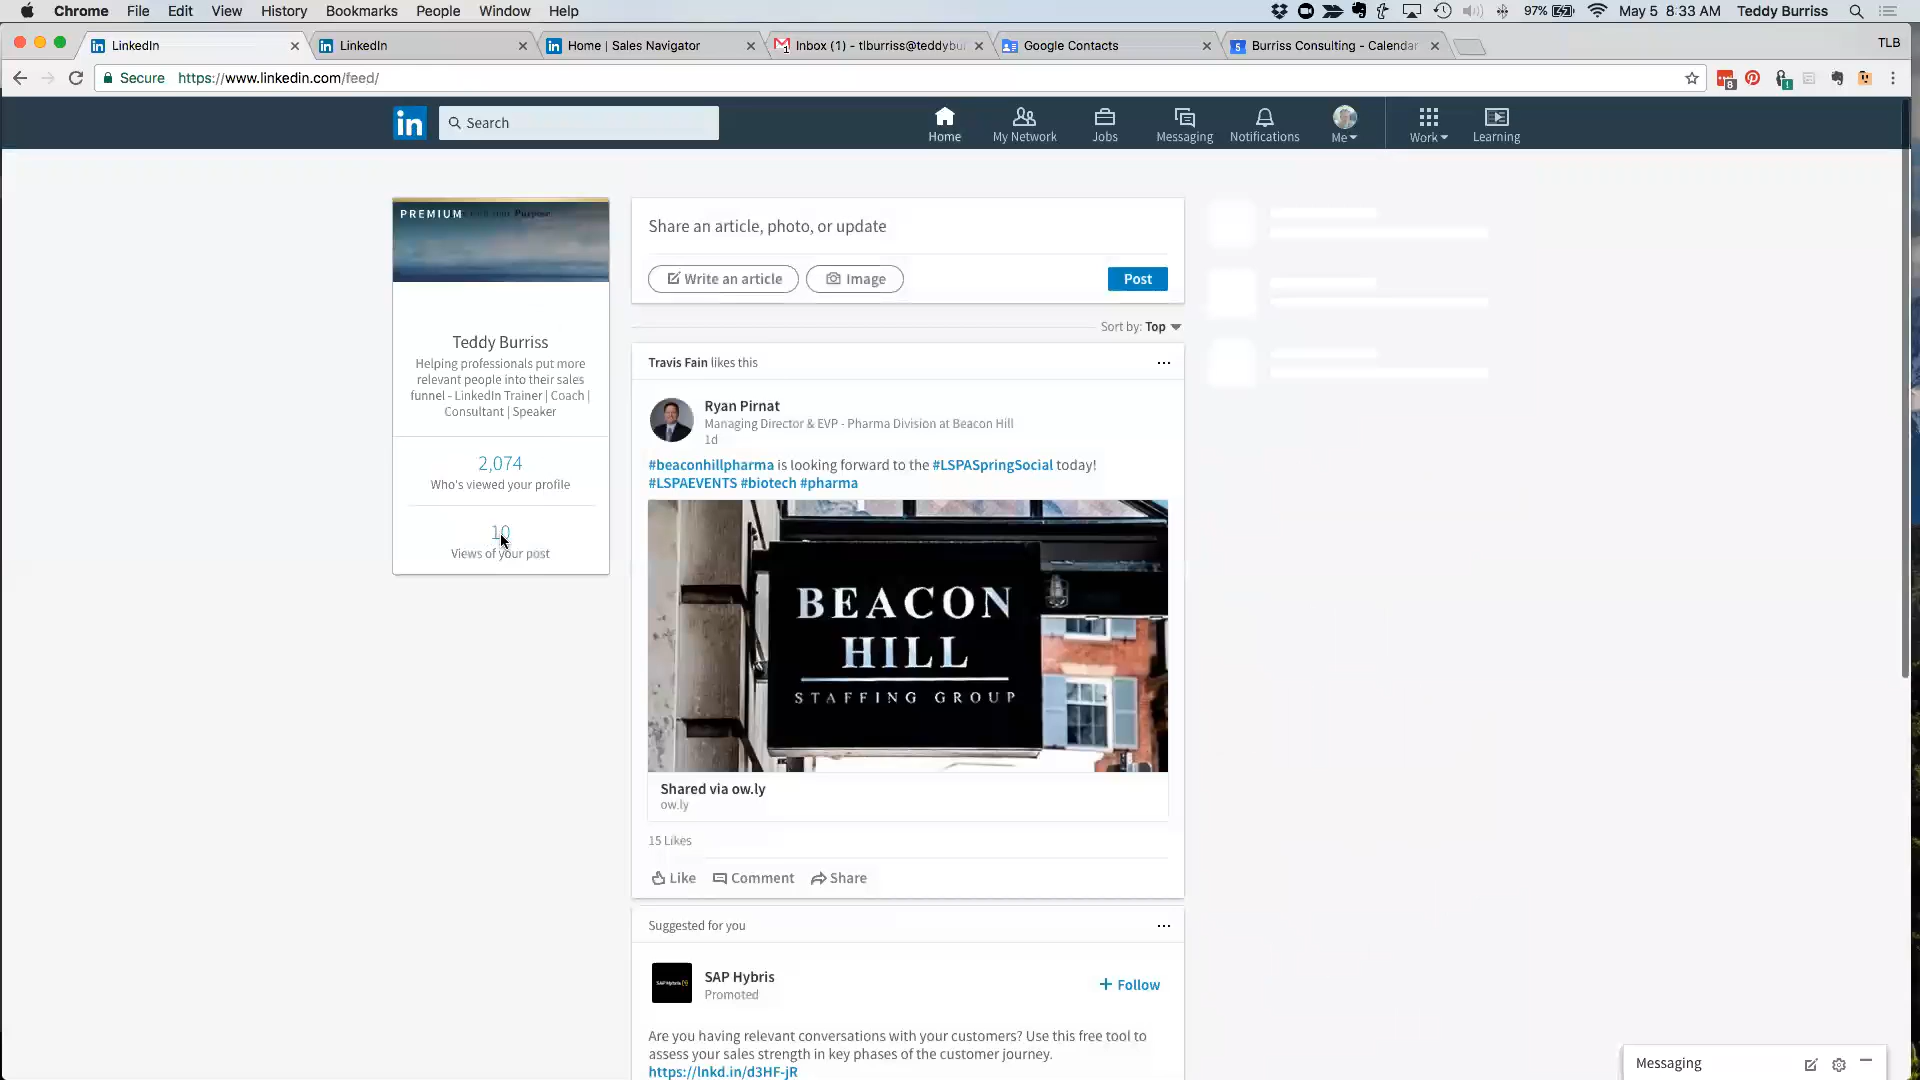 Chrome File Edit View History Bookmarks People Window Help
97% May 5 8:33 AM Teddy Burriss
LinkedIn
LinkedIn
Home | Sales Navigator
Inbox (1) - tlburriss@teddybu
Google Contacts
Burriss Consulting - Calendar
TLB
Secure https://www.linkedin.com/feed/
in
Search
Home
My Network
Jobs
Messaging
Notifications
Me
Work
Learning
PREMIUM
Purpose
Teddy Burriss
Helping professionals put more
relevant people into their sales
funnel - LinkedIn Trainer | Coach |
Consultant | Speaker
2,074
Who's viewed your profile
10
Views of your post
Share an article, photo, or update
Write an article
Image
Post
Sort by: Top
Travis Fain likes this
Ryan Pirnat
Managing Director & EVP - Pharma Division at Beacon Hill
1d
#beaconhillpharma is looking forward to the #LSPASpringSocial today!
#LSPAEVENTS #biotech #pharma
BEACON
HILL
STAFFING GROUP
Shared via ow.ly
ow.ly
15 Likes
Like Comment Share
Suggested for you
SAP Hybris
SAP Hybris
Promoted
+ Follow
Are you having relevant conversations with your customers? Use this free tool to
assess your sales strength in key phases of the customer journey.
https://lnkd.in/d3HF-jR
Messaging